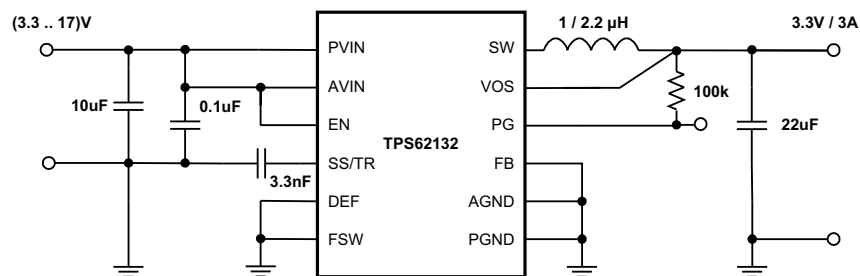 (3.3 .. 17)V
1 / 2.2 µH
3.3V / 3A
PVIN
SW
AVIN
VOS
10uF
0.1uF
100k
EN
PG
22uF
TPS62132
SS/TR
FB
3.3nF
DEF
AGND
FSW
PGND